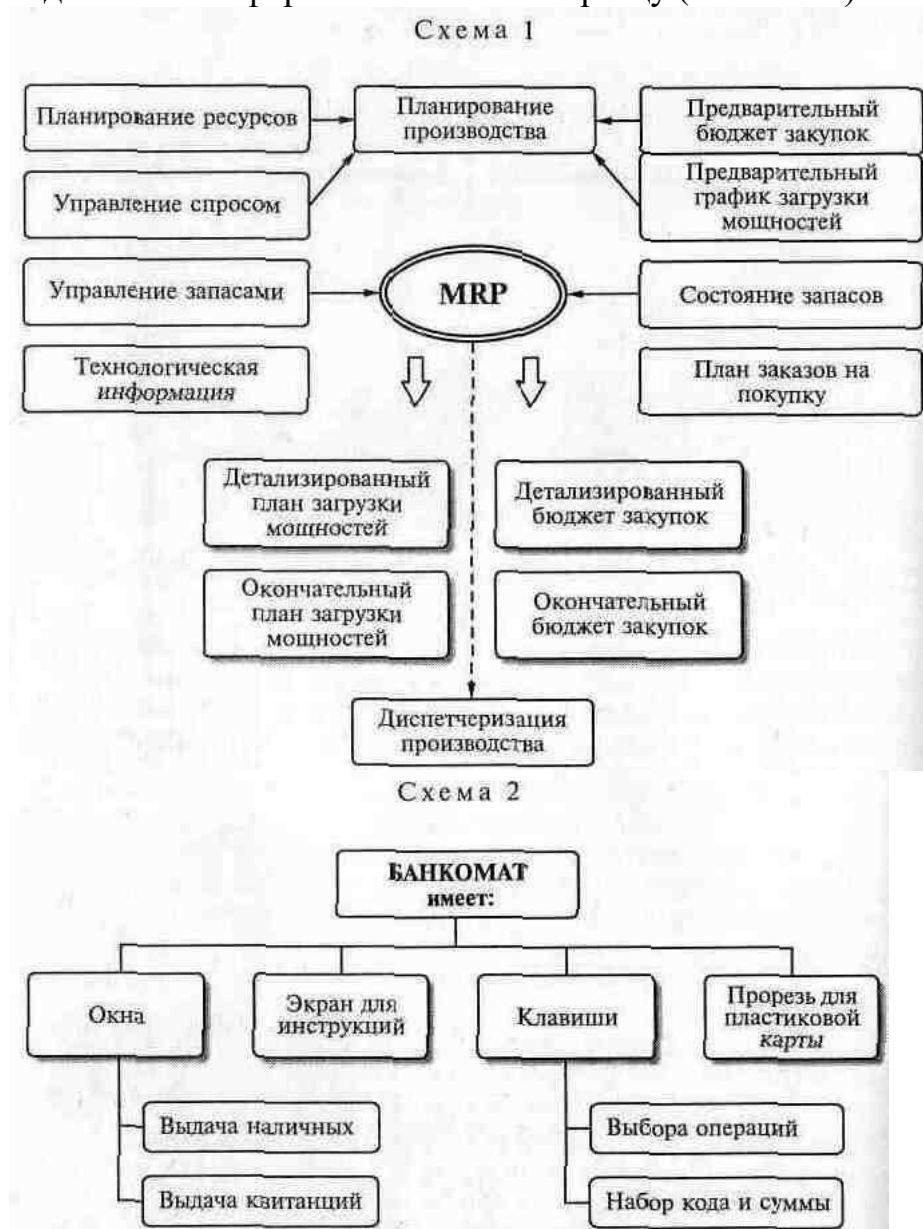 Схема 1
Планирование ресурсов
Планирование
производства
Предварительный
бюджет закупок
Управление спросом
Предварительный
график загрузки
мощностей
Управление запасами
MRP
Состояние запасов
Технологическая
информация
План заказов на
покупку
Детализированный
план загрузки
мощностей
Детализированный
бюджет закупок
Окончательный
план загрузки
мощностей
Окончательный
бюджет закупок
Диспетчеризация
производства
Схема 2
БАНКОМАТ
имеет:
Окна
Экран для
инструкций
Клавиши
Прорезь для
пластиковой
карты
Выдача наличных
Выбора операций
Выдача квитанций
Набор кода и суммы